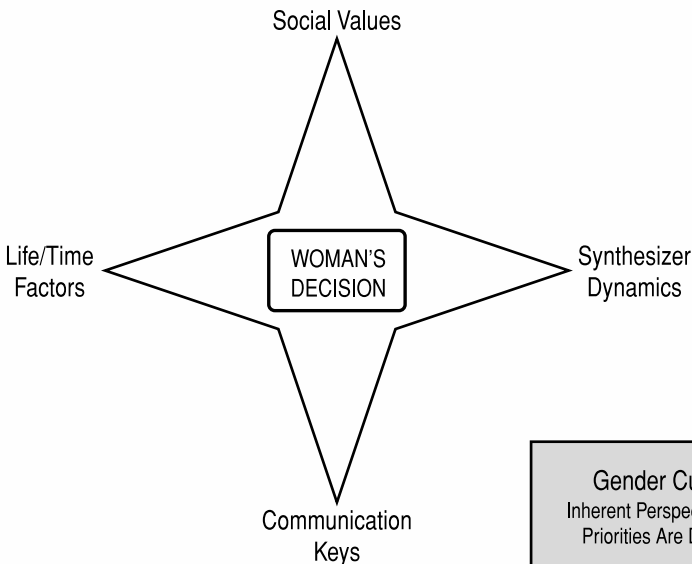 Social Values
Life/Time
Factors
WOMAN'S
DECISION
Synthesizer
Dynamics
Communication
Keys
Gender
Inherent
Priorities Are